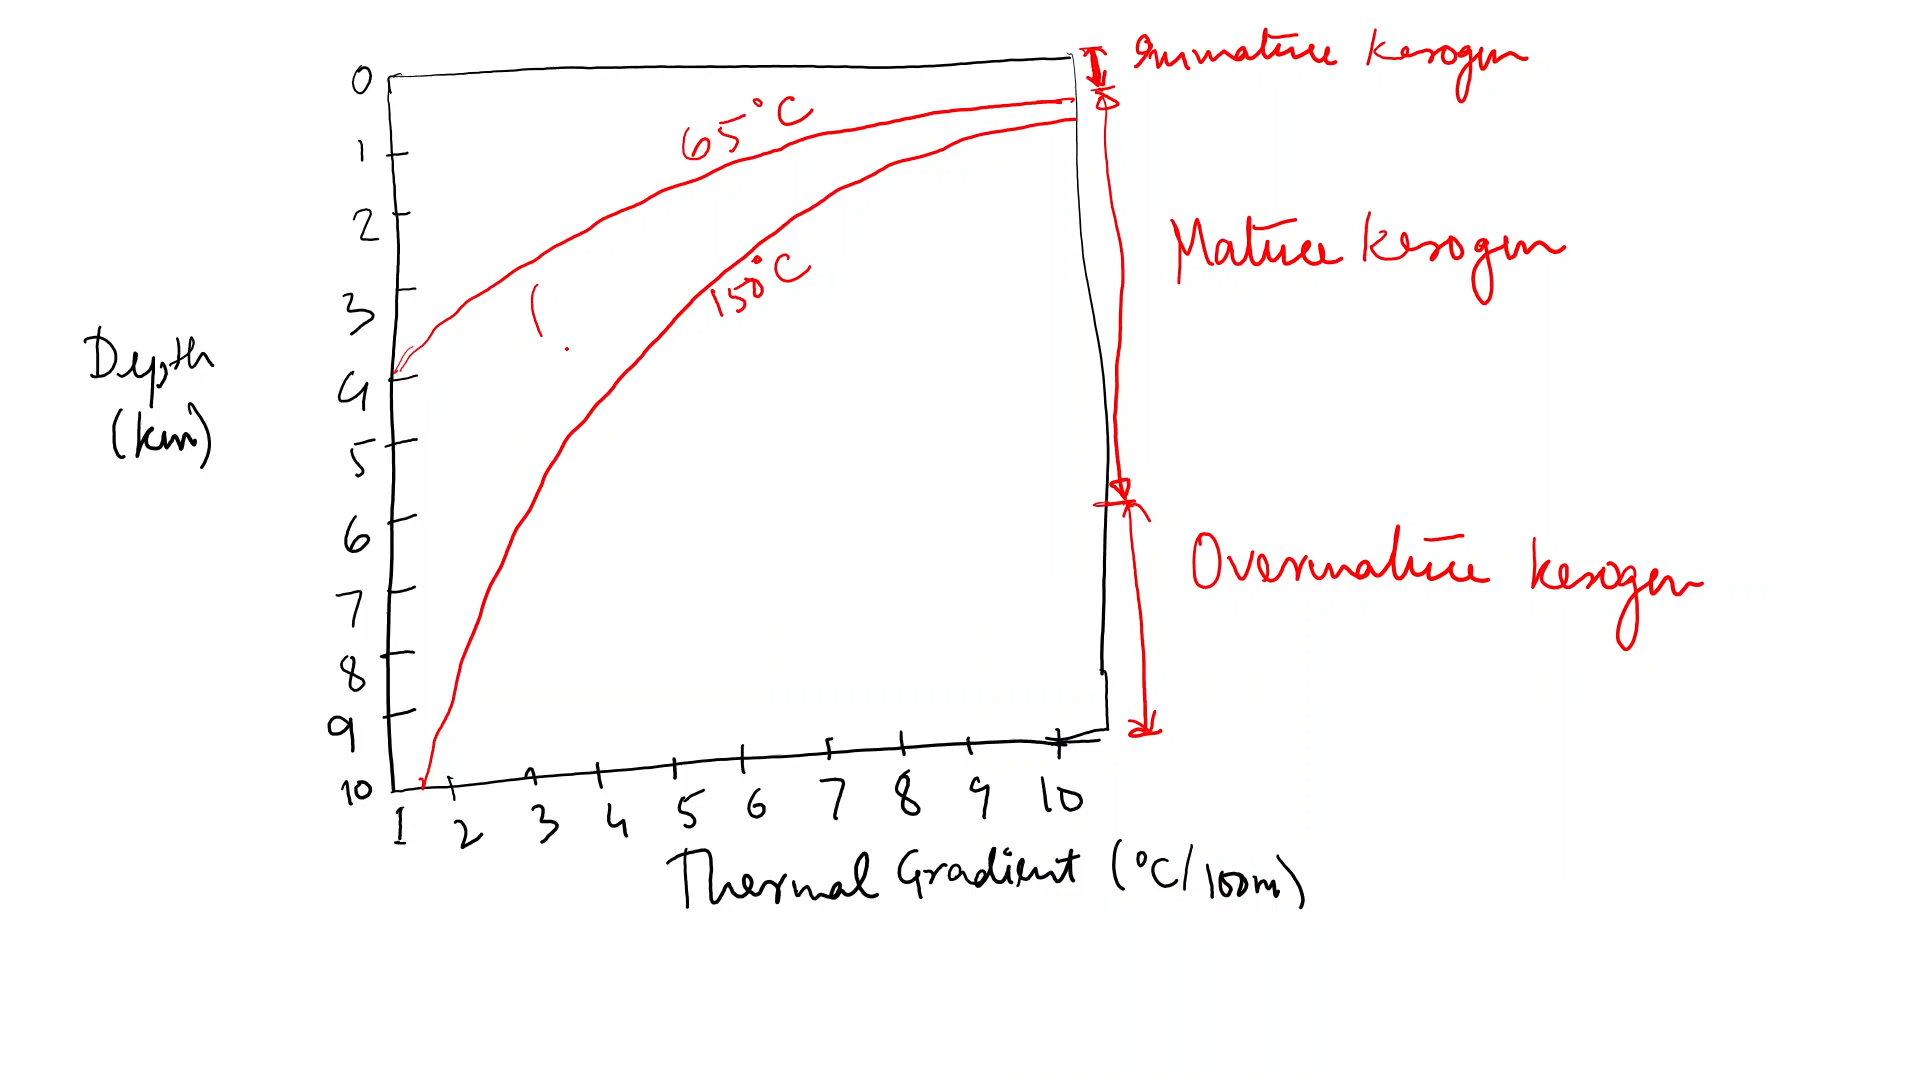 0
Immature kerogen
65°C
1
2
Mature kerogen
150°C
3
Depth
(km)
4
5
6
Overmature kerogen
7
8
9
10
1 2 3 4 5 6 7 8 9 10
Thermal Gradient (°C/100m)